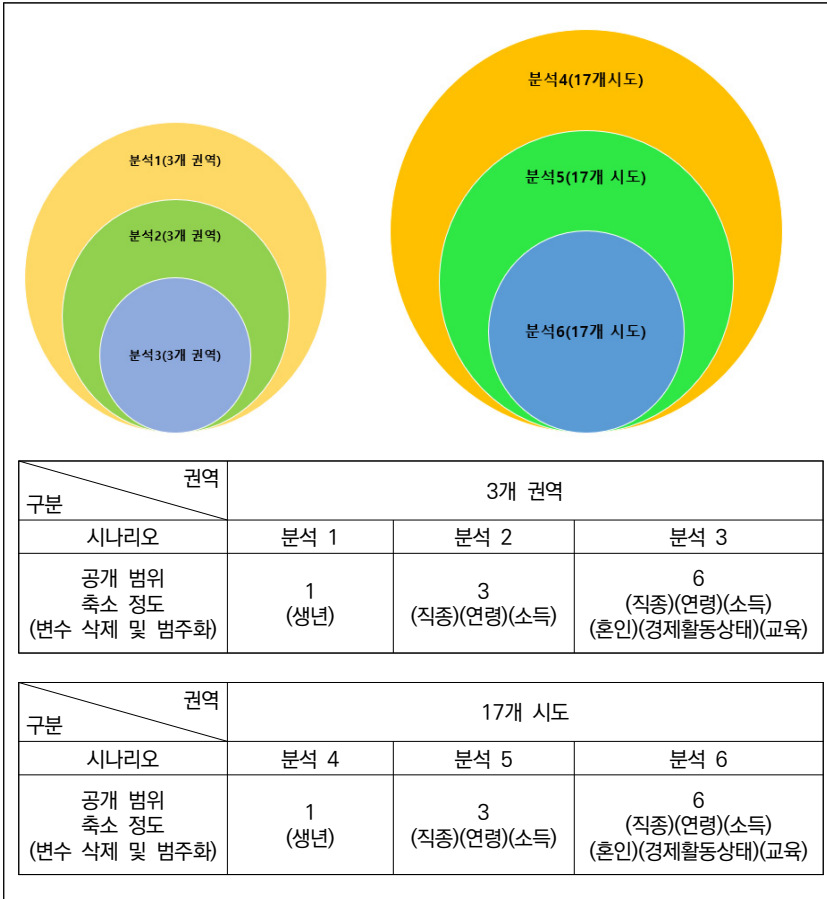 분석1(3개 권역)
분석2(3개 권역)
분석3(3개 권역)
분석4(17개시도)
분석5(17개 시도)
분석6(17개 시도)
권역
구분
3개 권역
시나리오
분석 1
분석 2
분석 3
공개 범위
축소 정도
(변수 삭제 및 범주화)
1
(생년)
3
(직종)(연령)(소득)
6
(직종)(연령)(소득)
(혼인)(경제활동상태)(교육)
권역
구분
17개 시도
시나리오
분석 4
분석 5
분석 6
공개 범위
축소 정도
(변수 삭제 및 범주화)
1
(생년)
3
(직종)(연령)(소득)
6
(직종)(연령)(소득)
(혼인)(경제활동상태)(교육)